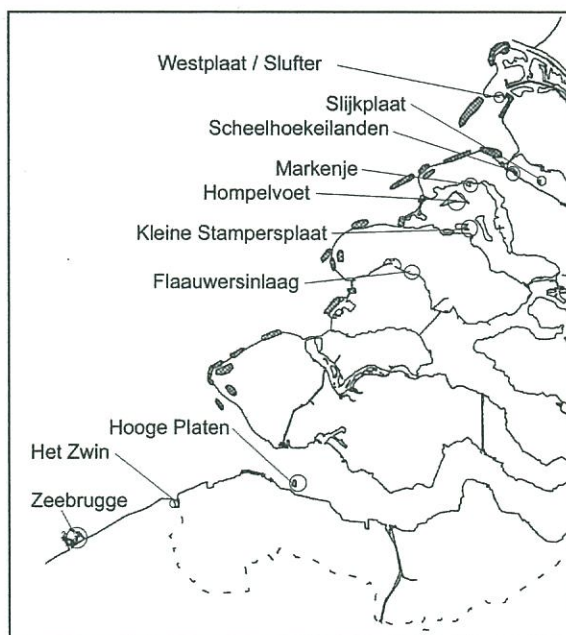 Westplaat / Slufter
Slijkplaat
Scheelhoekeilanden
Markenje
Hompelvoet
Kleine Stampersplaat
Flaauwersinlaag
Hooge Platen
Het Zwin
Zeebrugge